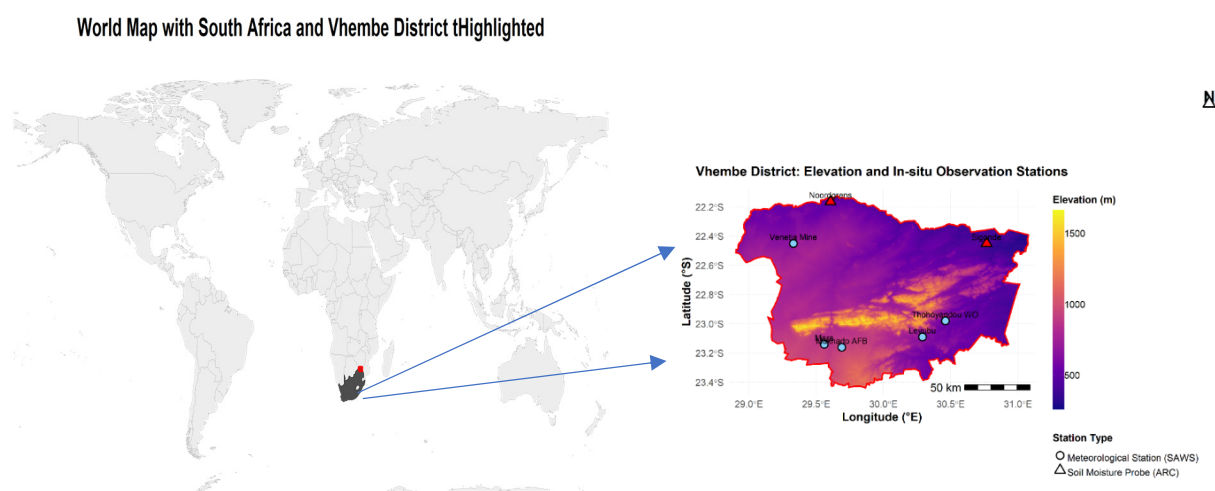 World Map with South Africa and Vhembe District tHighlighted
N
Vhembe District: Elevation and In-situ Observation Stations
Noordgrens
22.2°S
22.4°S
22.6°S
22.8°S
23.0°S
23.2°S
23.4°S
Latitude (°S)
Venetia Mine
Thohoyandou WO
Levubu
Mara
Machado AFB
50 km
29.0°E
29.5°E
30.0°E
30.5°E
31.0°E
Longitude (°E)
Elevation (m)
1500
1000
500
Station Type
Meteorological Station (SAWS)
Soil Moisture Probe (ARC)